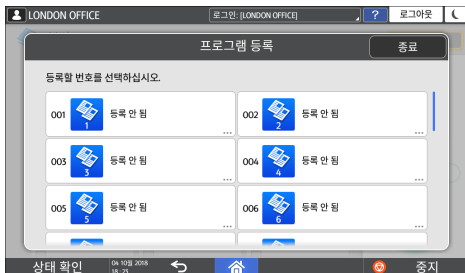 LONDON OFFICE
로그인: [LONDON OFFICE]
?
로그아웃
프로그램 등록
종료
등록할 번호를 선택하십시오.
001 1 등록 안 됨 ...
002 2 등록 안 됨 ...
003 3 등록 안 됨 ...
004 4 등록 안 됨 ...
005 5 등록 안 됨 ...
006 6 등록 안 됨 ...
상태 확인
04 10월 2018
18 : 23
중지